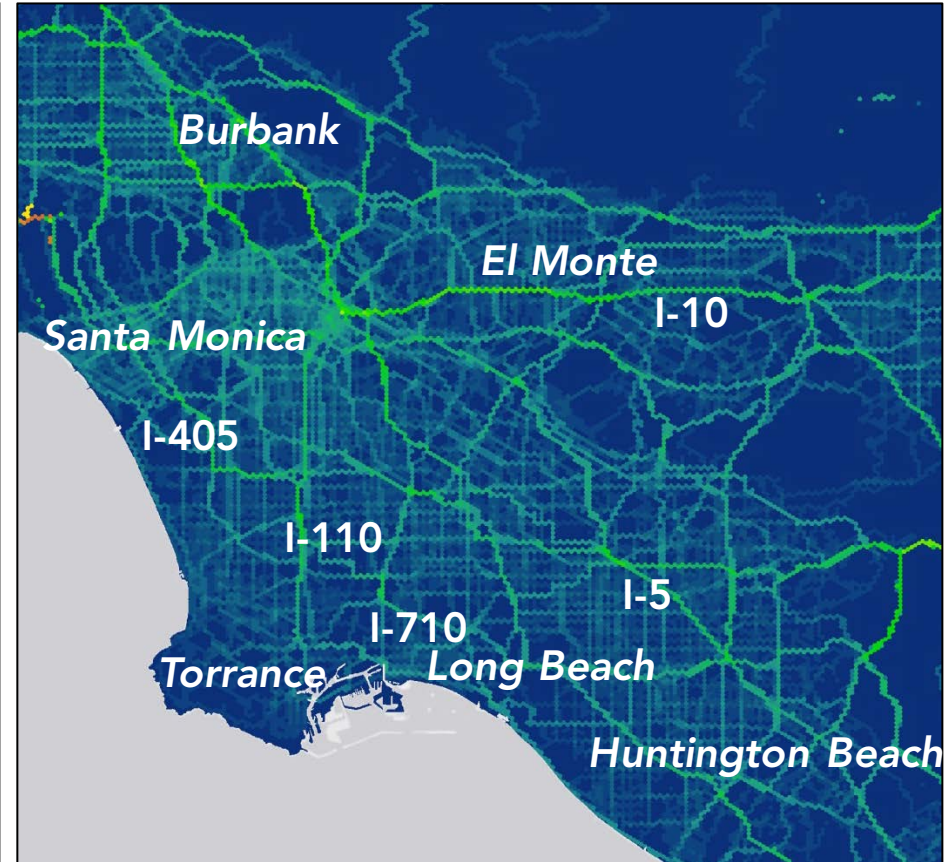 Burbank
El Monte
I-10
Santa Monica
I-405
I-110
I-5
I-710
Long Beach
Torrance
Huntington Beach